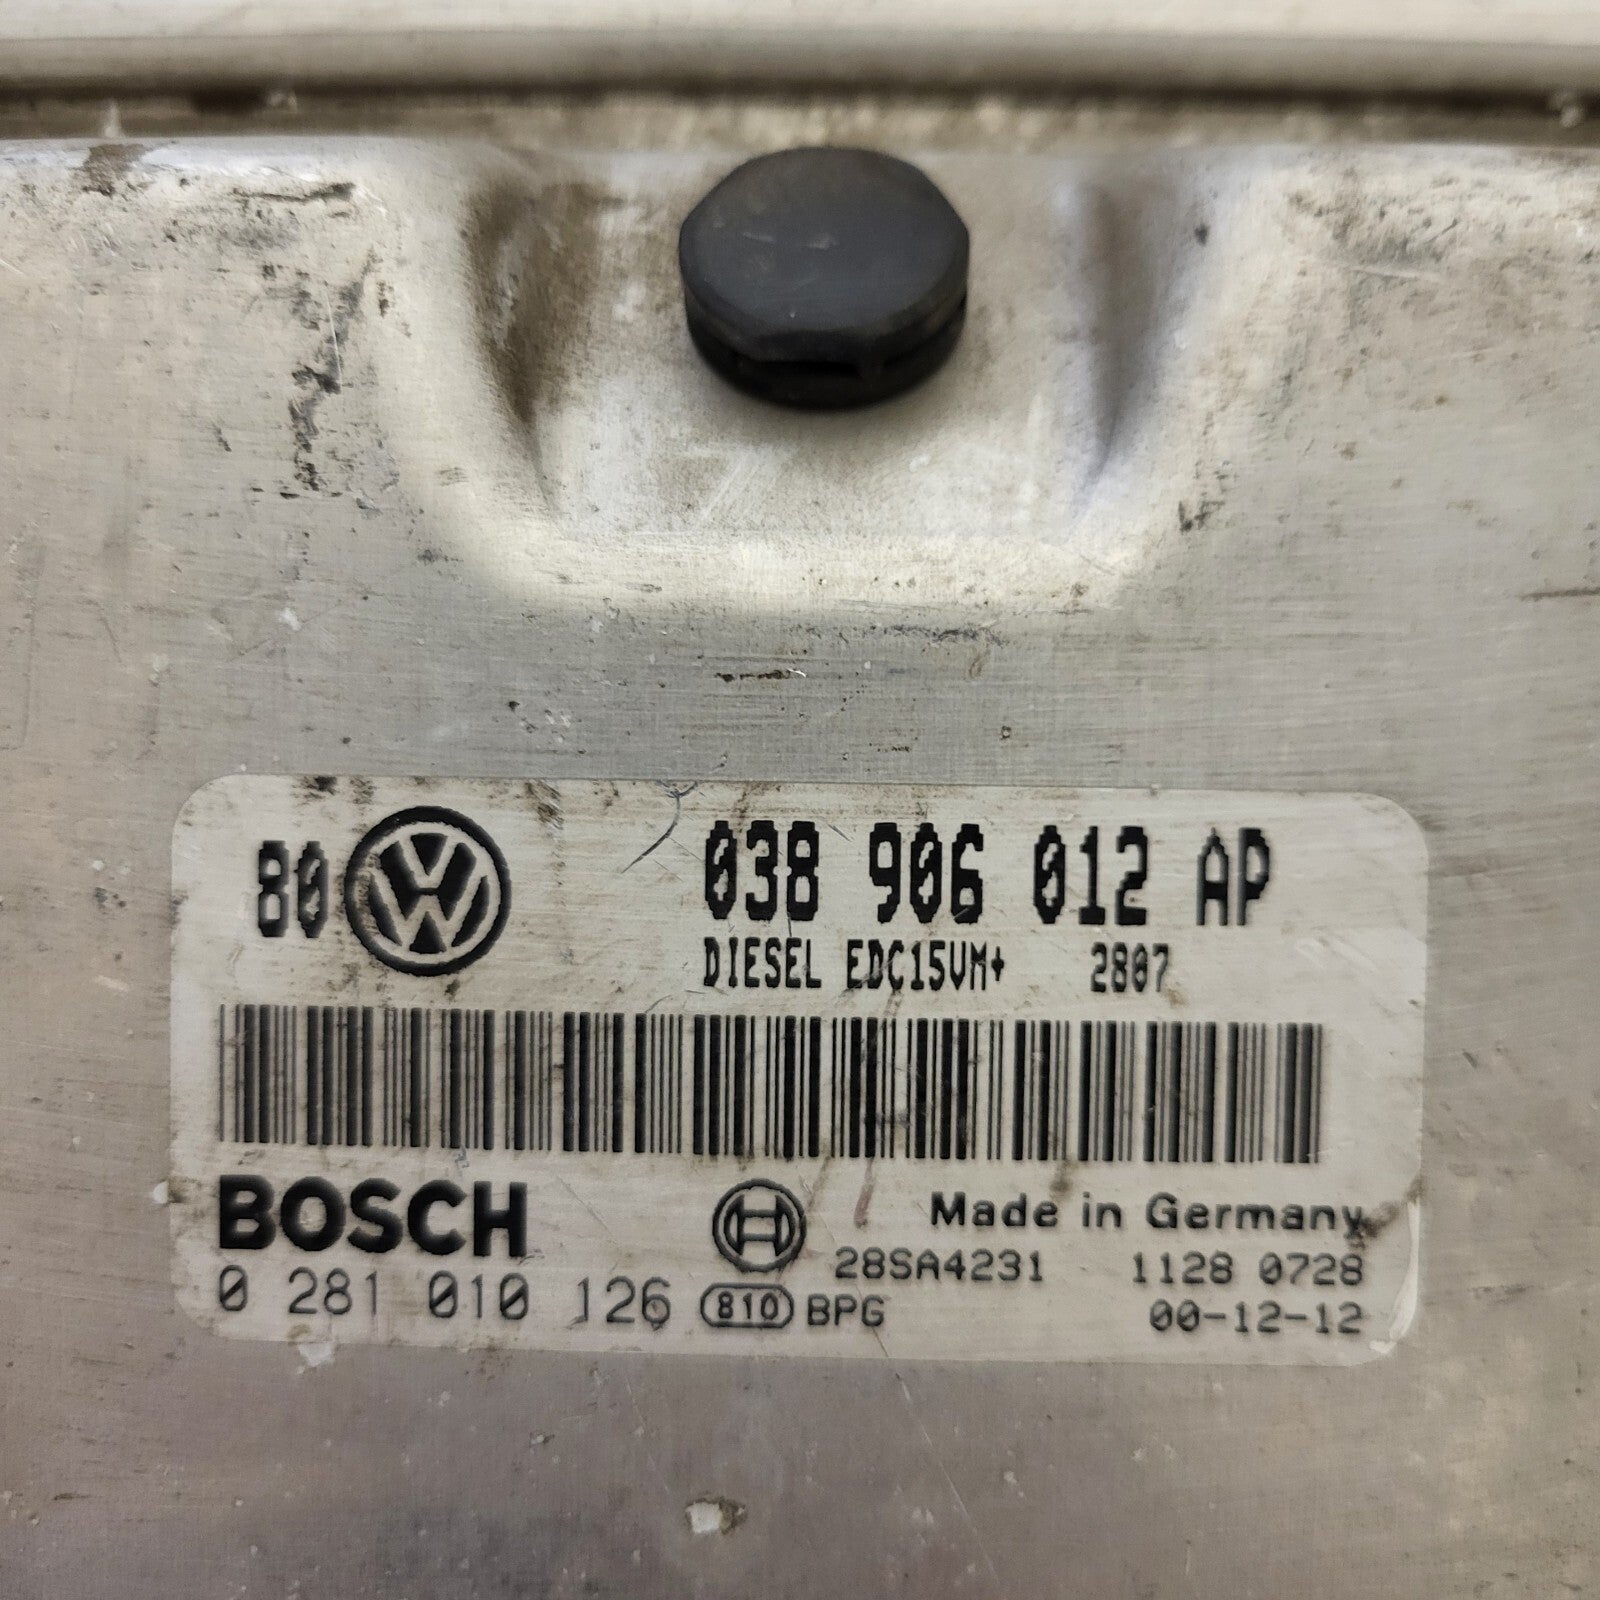 80 VW 038 906 012 AP
DIESEL EDC15VM+ 2807
BOSCH Made in Germany
28SA4231 1128 0728
0 281 010 126 810 BPG 00-12-12